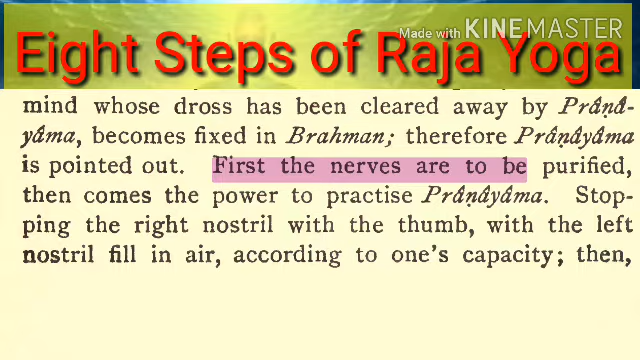 Made with KINEMASTER
Eight Steps of Raja Yoga
mind whose dross has been cleared away by Prâṇâ-
yâma, becomes fixed in Brahman; therefore Prâṇâyâma
is pointed out. First the nerves are to be purified,
then comes the power to practise Prâṇâyâma. Stop-
ping the right nostril with the thumb, with the left
nostril fill in air, according to one's capacity; then,